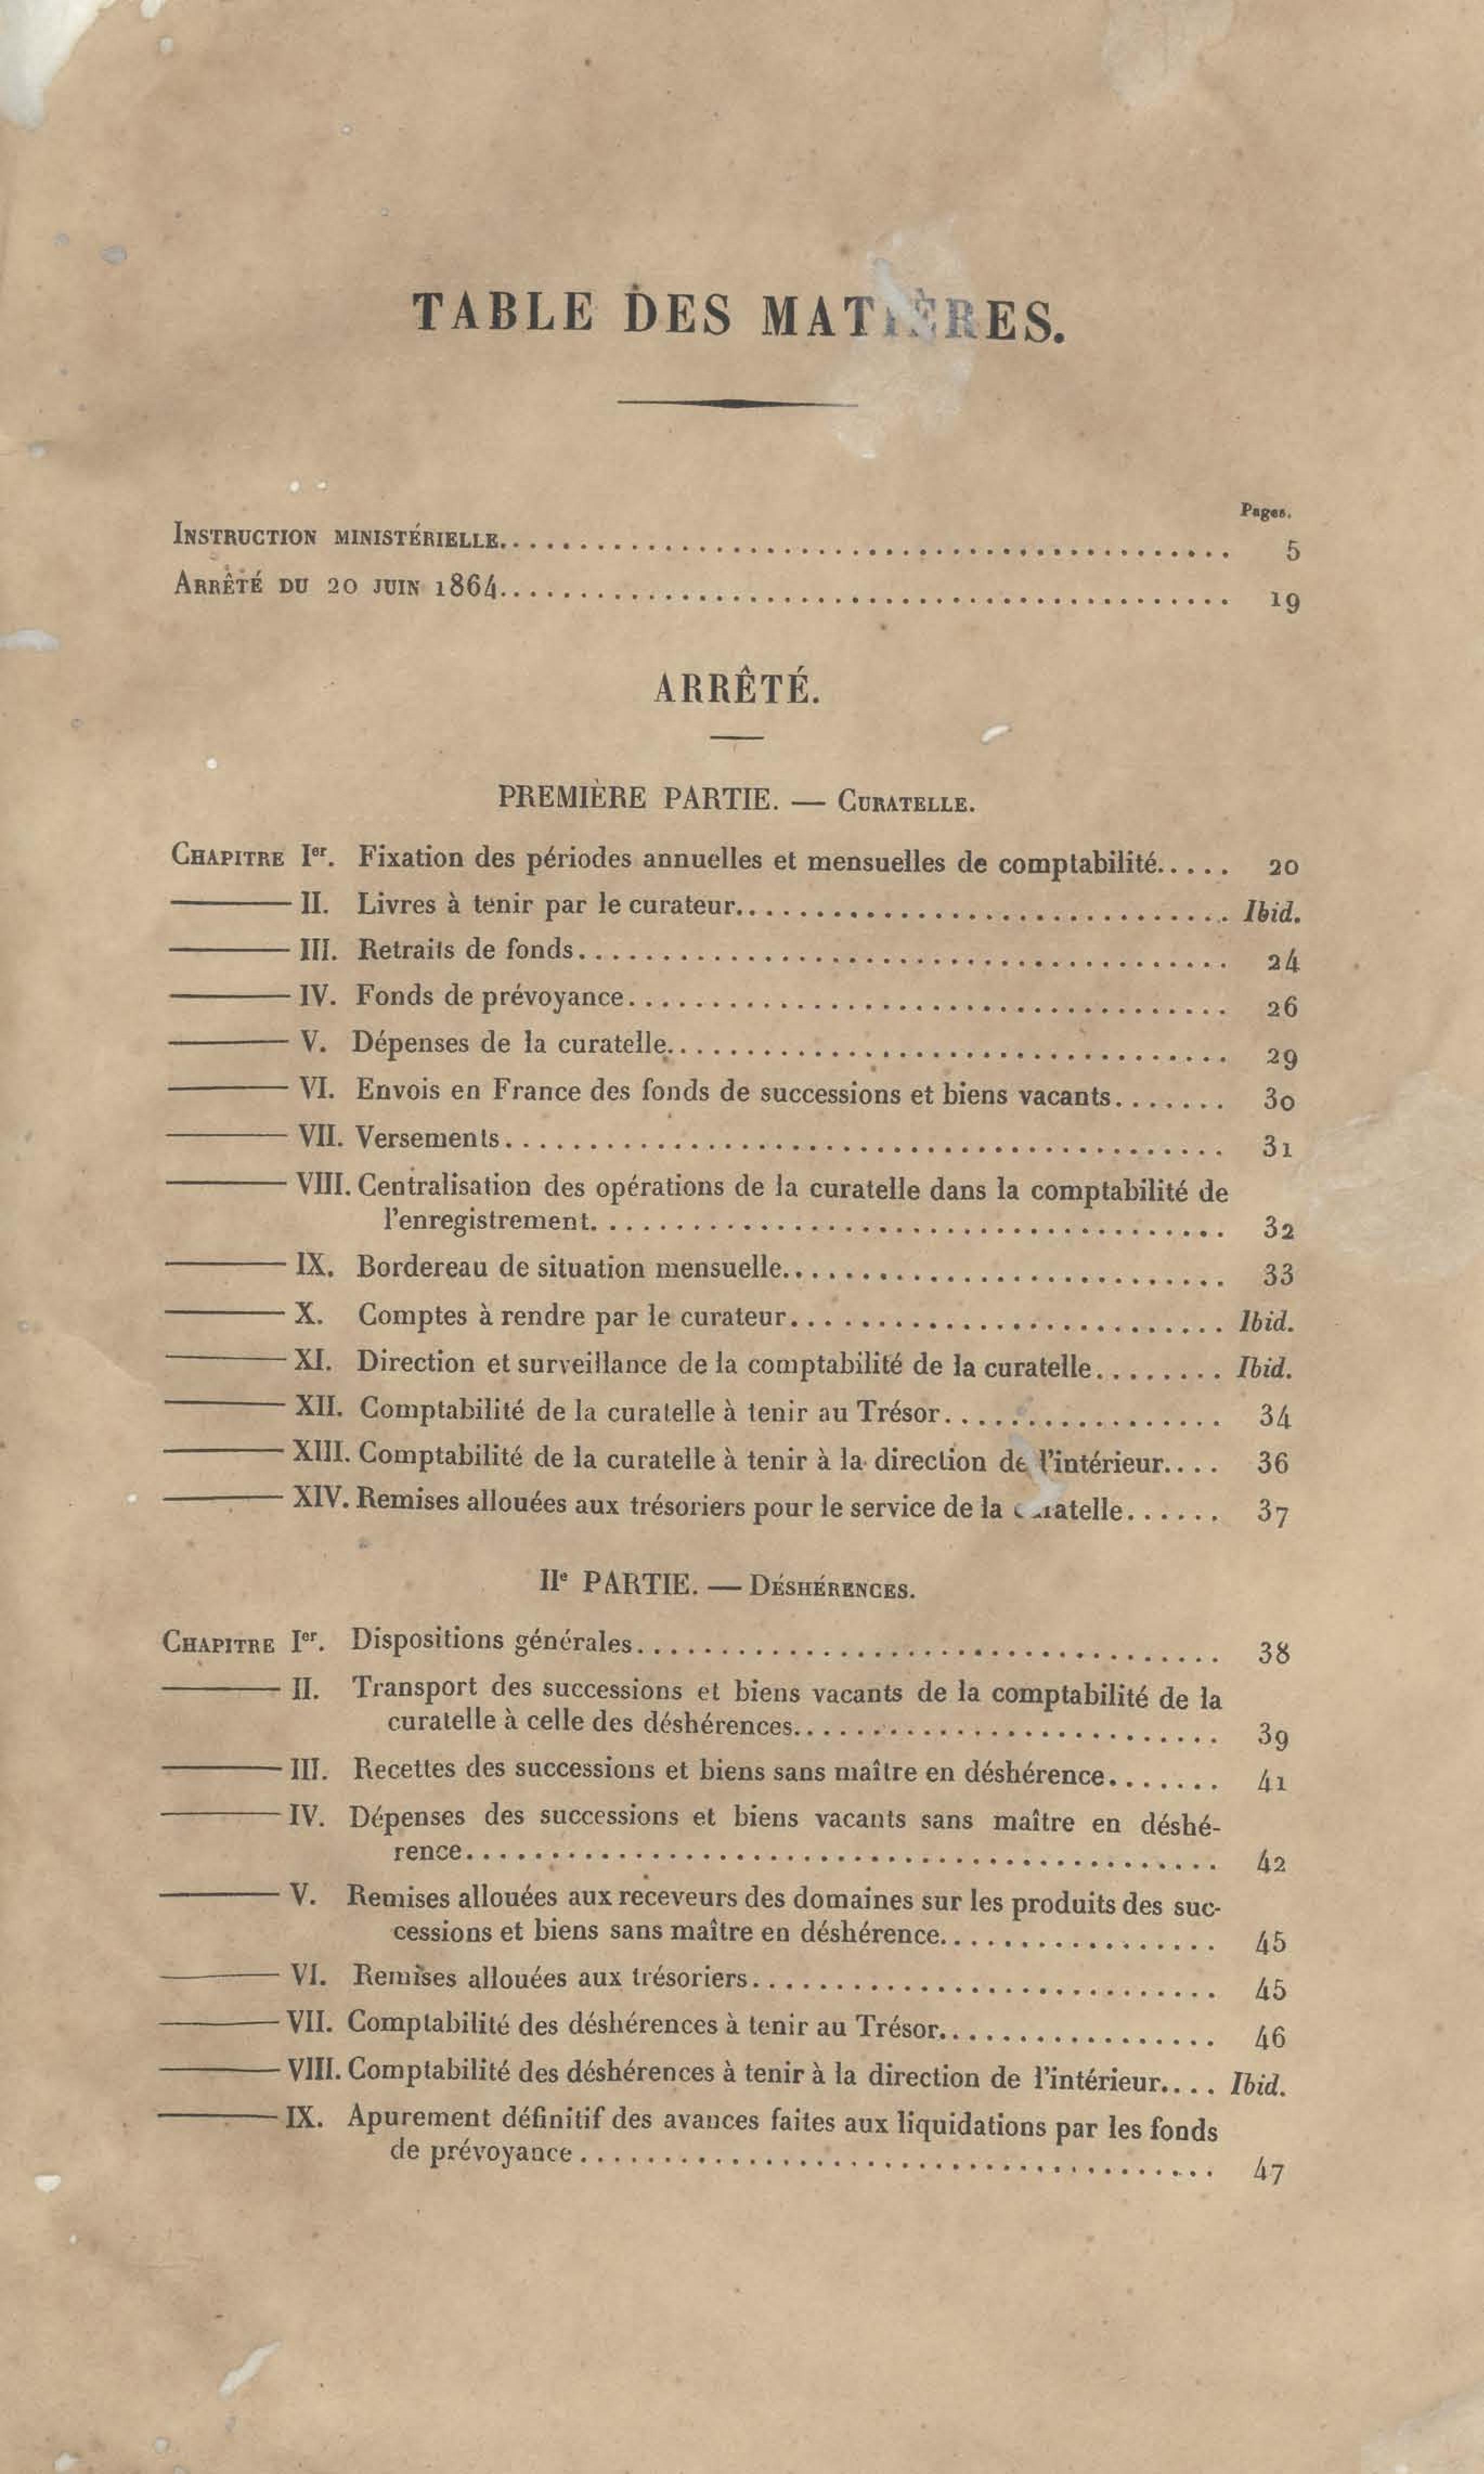 TABLE DES MATIÈRES.
Pages.
INSTRUCTION MINISTÉRIELLE. 5
ARRÊTÉ DU 20 JUIN 1864. 19
ARRÊTÉ.
PREMIÈRE PARTIE. — CURATELLE.
CHAPITRE Ier. Fixation des périodes annuelles et mensuelles de comptabilité. 20
——— II. Livres à tenir par le curateur. Ibid.
——— III. Retraits de fonds. 24
——— IV. Fonds de prévoyance. 26
——— V. Dépenses de la curatelle. 29
——— VI. Envois en France des fonds de successions et biens vacants. 30
——— VII. Versements. 31
——— VIII. Centralisation des opérations de la curatelle dans la comptabilité de
l'enregistrement. 32
——— IX. Bordereau de situation mensuelle. 33
——— X. Comptes à rendre par le curateur. Ibid.
——— XI. Direction et surveillance de la comptabilité de la curatelle. Ibid.
——— XII. Comptabilité de la curatelle à tenir au Trésor. 34
——— XIII. Comptabilité de la curatelle à tenir à la direction de l'intérieur. 36
——— XIV. Remises allouées aux trésoriers pour le service de la curatelle. 37
IIe PARTIE. — DÉSHÉRENCES.
CHAPITRE Ier. Dispositions générales. 38
——— II. Transport des successions et biens vacants de la comptabilité de la
curatelle à celle des déshérences. 39
——— III. Recettes des successions et biens sans maître en déshérence. 41
——— IV. Dépenses des successions et biens vacants sans maître en déshé-
rence. 42
——— V. Remises allouées aux receveurs des domaines sur les produits des suc-
cessions et biens sans maître en déshérence. 45
——— VI. Remises allouées aux trésoriers. 45
——— VII. Comptabilité des déshérences à tenir au Trésor. 46
——— VIII. Comptabilité des déshérences à tenir à la direction de l'intérieur. Ibid.
——— IX. Apurement définitif des avances faites aux liquidations par les fonds
de prévoyance. 47